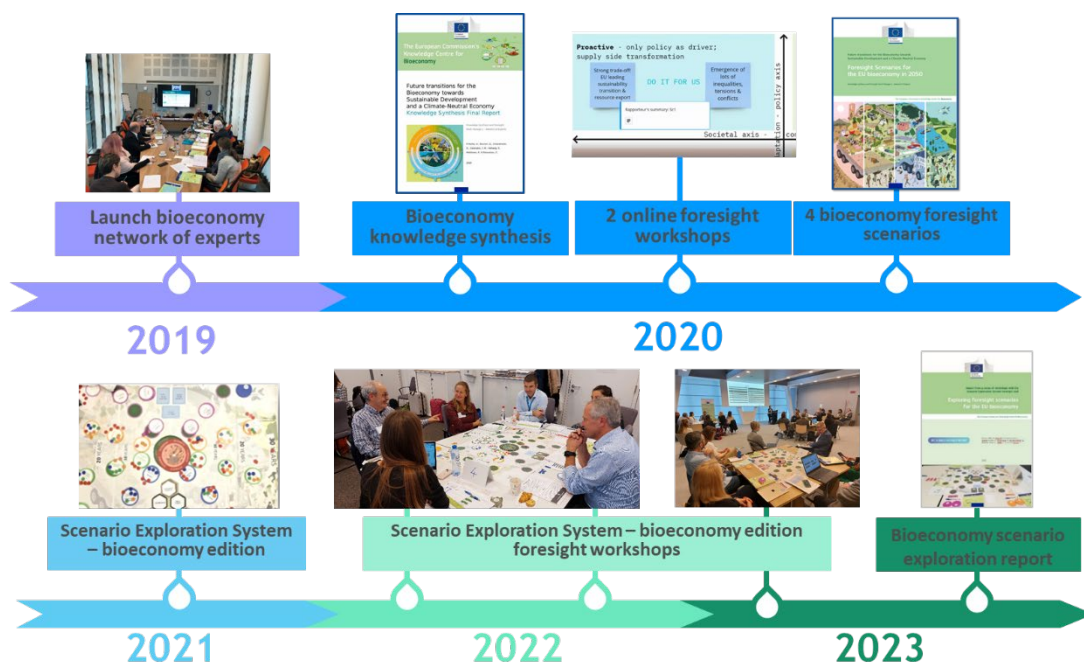 The European Commission's
Knowledge Centre for
Bioeconomy
Future transitions for the
Bioeconomy towards
Sustainable Development
and a Climate-Neutral Economy
Knowledge Synthesis Final Report
Proactive - only policy as driver;
supply side transformation
Strong trade-off
EU leading
sustainability
transition &
resource export
DO IT FOR US
Emergence of
lots of
inequalities,
tensions &
conflicts
Societal axis -
policy axis
Foresight Scenarios for
the EU bioeconomy in 2050
Launch bioeconomy
network of experts
Bioeconomy
knowledge synthesis
2 online foresight
workshops
4 bioeconomy foresight
scenarios
2019
2020
Exploring foresight scenarios
for the EU Bioeconomy
Scenario Exploration System
– bioeconomy edition
Scenario Exploration System – bioeconomy edition
foresight workshops
Bioeconomy scenario
exploration report
2021
2022
2023